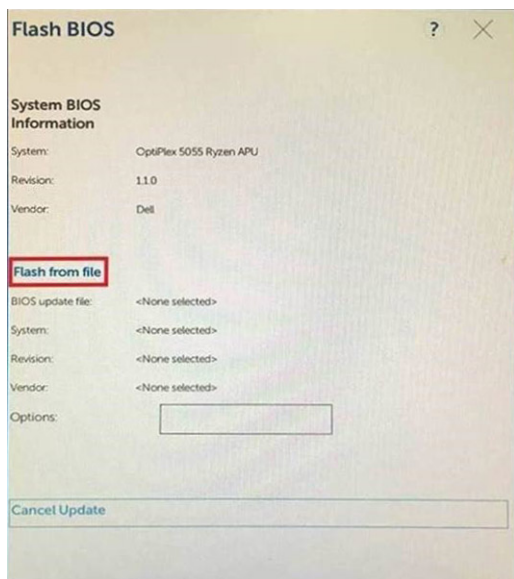 Flash BIOS ?
System BIOS
Information
System: OptiPlex 5055 Ryzen APU
Revision: 1.1.0
Vendor: Dell
Flash from file
BIOS update file: <None selected>
System: <None selected>
Revision: <None selected>
Vendor: <None selected>
Options:
Cancel Update